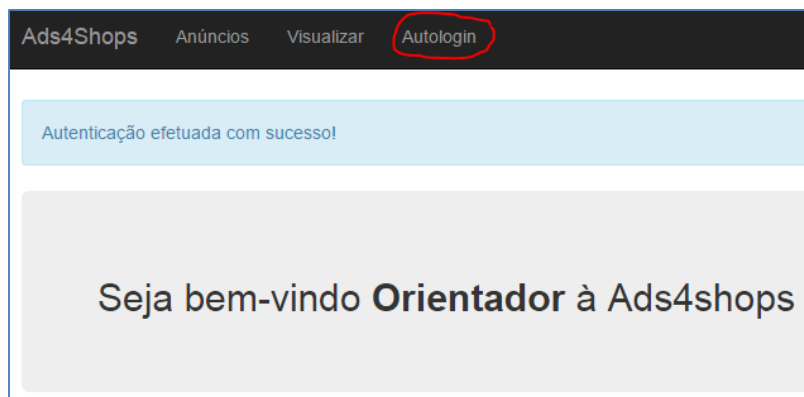 Ads4Shops Anúncios Visualizar Autologin
Autenticação efetuada com sucesso!
Seja bem-vindo Orientador à Ads4shops